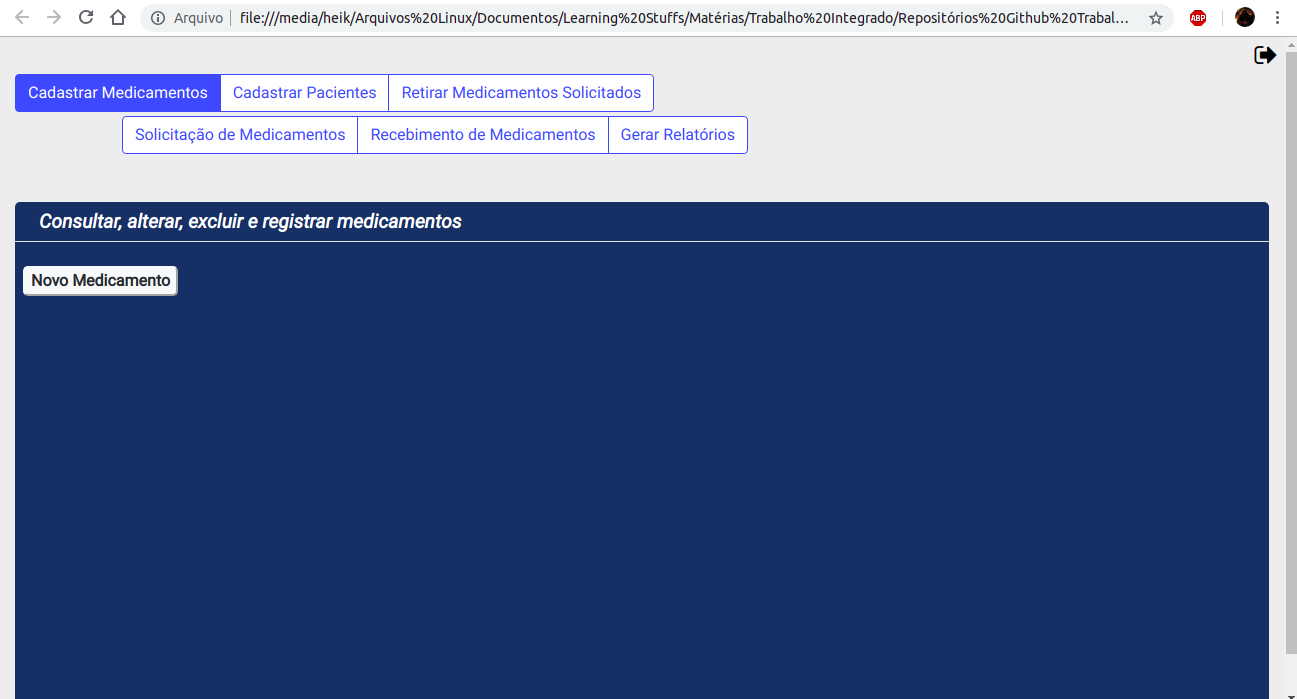 Arquivo file:///media/heik/Arquivos%20Linux/Documentos/Learning%20Stuffs/Matérias/Trabalho%20Integrado/Repositórios%20Github%20Trabal... ABP
Cadastrar Medicamentos Cadastrar Pacientes Retirar Medicamentos Solicitados
Solicitação de Medicamentos Recebimento de Medicamentos Gerar Relatórios
Consultar, alterar, excluir e registrar medicamentos
Novo Medicamento